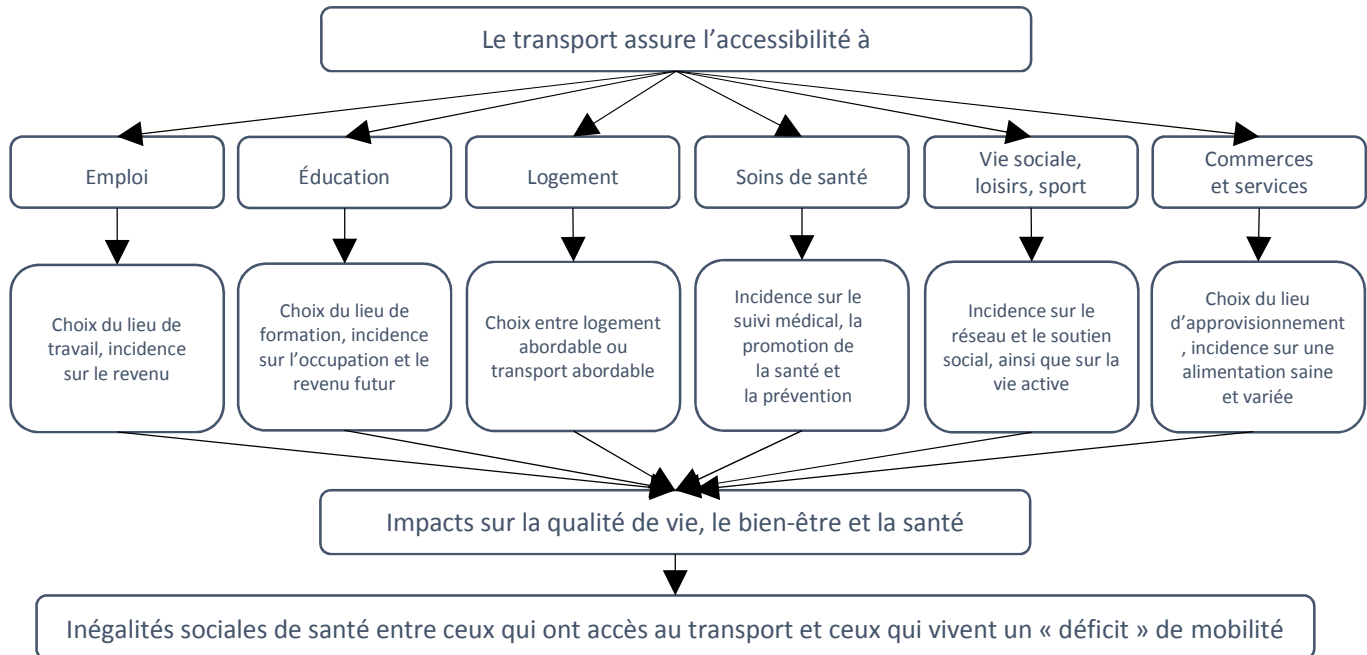 Le transport assure l’accessibilité à
Emploi
Éducation
Logement
Soins de santé
Vie sociale,
loisirs, sport
Commerces
et services
Choix du lieu de
travail, incidence
sur le revenu
Choix du lieu de
formation, incidence
sur l’occupation et le
revenu futur
Choix entre logement
abordable ou
transport abordable
Incidence sur le
suivi médical, la
promotion de
la santé et
la prévention
Incidence sur le
réseau et le soutien
social, ainsi que sur la
vie active
Choix du lieu
d’approvisionnement
, incidence sur une
alimentation saine
et variée
Impacts sur la qualité de vie, le bien-être et la santé
Inégalités sociales de santé entre ceux qui ont accès au transport et ceux qui vivent un « déficit » de mobilité